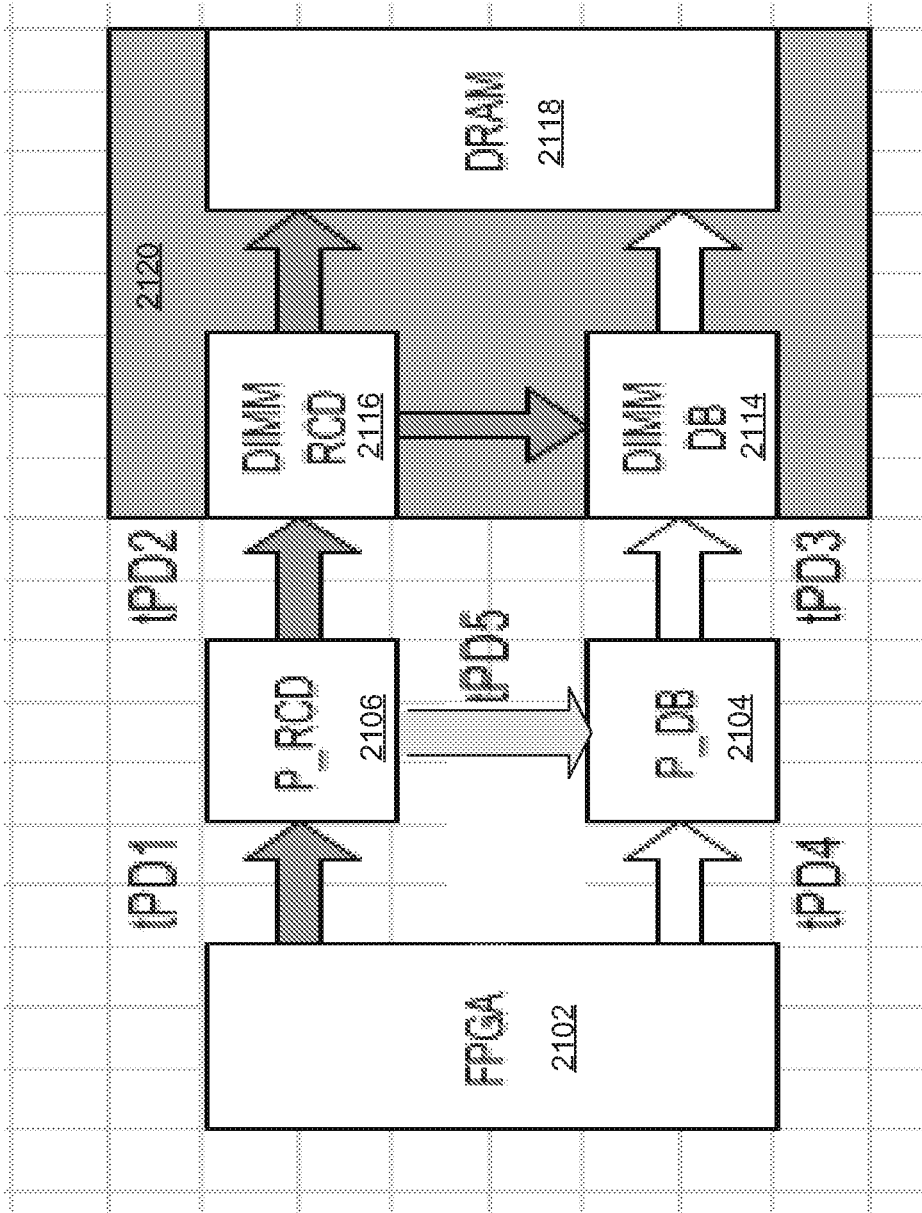 tPD1
tPD2
2120
P_RCD
2106
DIMM
RCD
2116
FPGA
2102
tPD5
DRAM
2118
P_DB
2104
DIMM
DB
2114
tPD4
tPD3